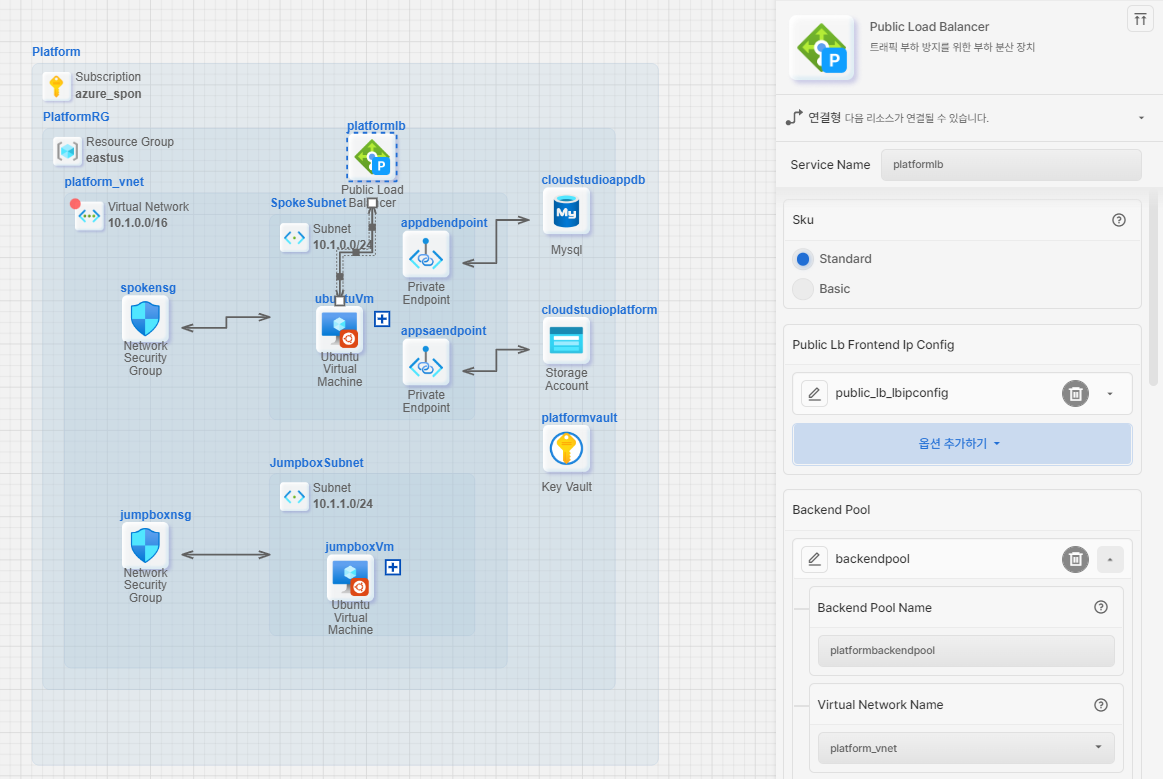 Platform
Subscription
azure_spon
PlatformRG
Resource Group
eastus
platform_vnet
Virtual Network
10.1.0.0/16
platformlb
P
Public Load
Balancer
SpokeSubnet
Subnet
10.1.0.0/24
appdbendpoint
Private
Endpoint
cloudstudioappdb
My
Mysql
spokensg
Network
Security
Group
ubuntuVm
Ubuntu
Virtual
Machine
appsaendpoint
Private
Endpoint
cloudstudioplatform
Storage
Account
platformvault
Key Vault
JumpboxSubnet
Subnet
10.1.1.0/24
jumpboxnsg
Network
Security
Group
jumpboxVm
Ubuntu
Virtual
Machine
P
Public Load Balancer
트래픽 부하 방지를 위한 부하 분산 장치
연결형 다음 리소스가 연결될 수 있습니다.
Service Name platformlb
Sku
Standard
Basic
Public Lb Frontend Ip Config
public_lb_lbipconfig
옵션 추가하기
Backend Pool
backendpool
Backend Pool Name
platformbackendpool
Virtual Network Name
platform_vnet